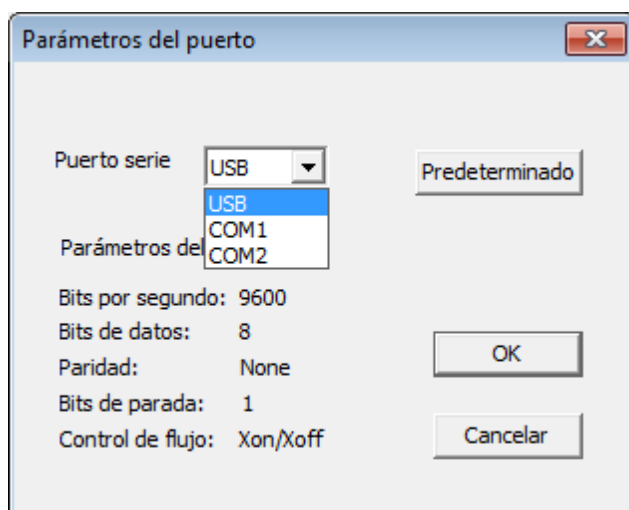 Parámetros del puerto
Puerto serie
USB
Predeterminado
USB
COM1
COM2
Parámetros del
Bits por segundo: 9600
Bits de datos: 8
Paridad: None
Bits de parada: 1
Control de flujo: Xon/Xoff
OK
Cancelar